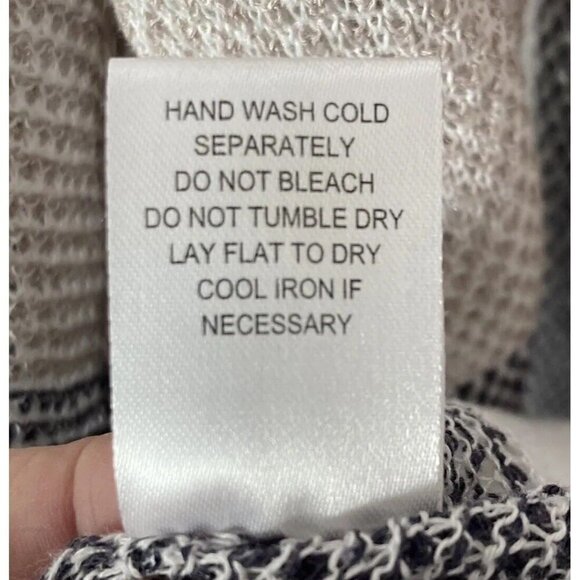 HAND WASH COLD
SEPARATELY
DO NOT BLEACH
DO NOT TUMBLE DRY
LAY FLAT TO DRY
COOL IRON IF
NECESSARY